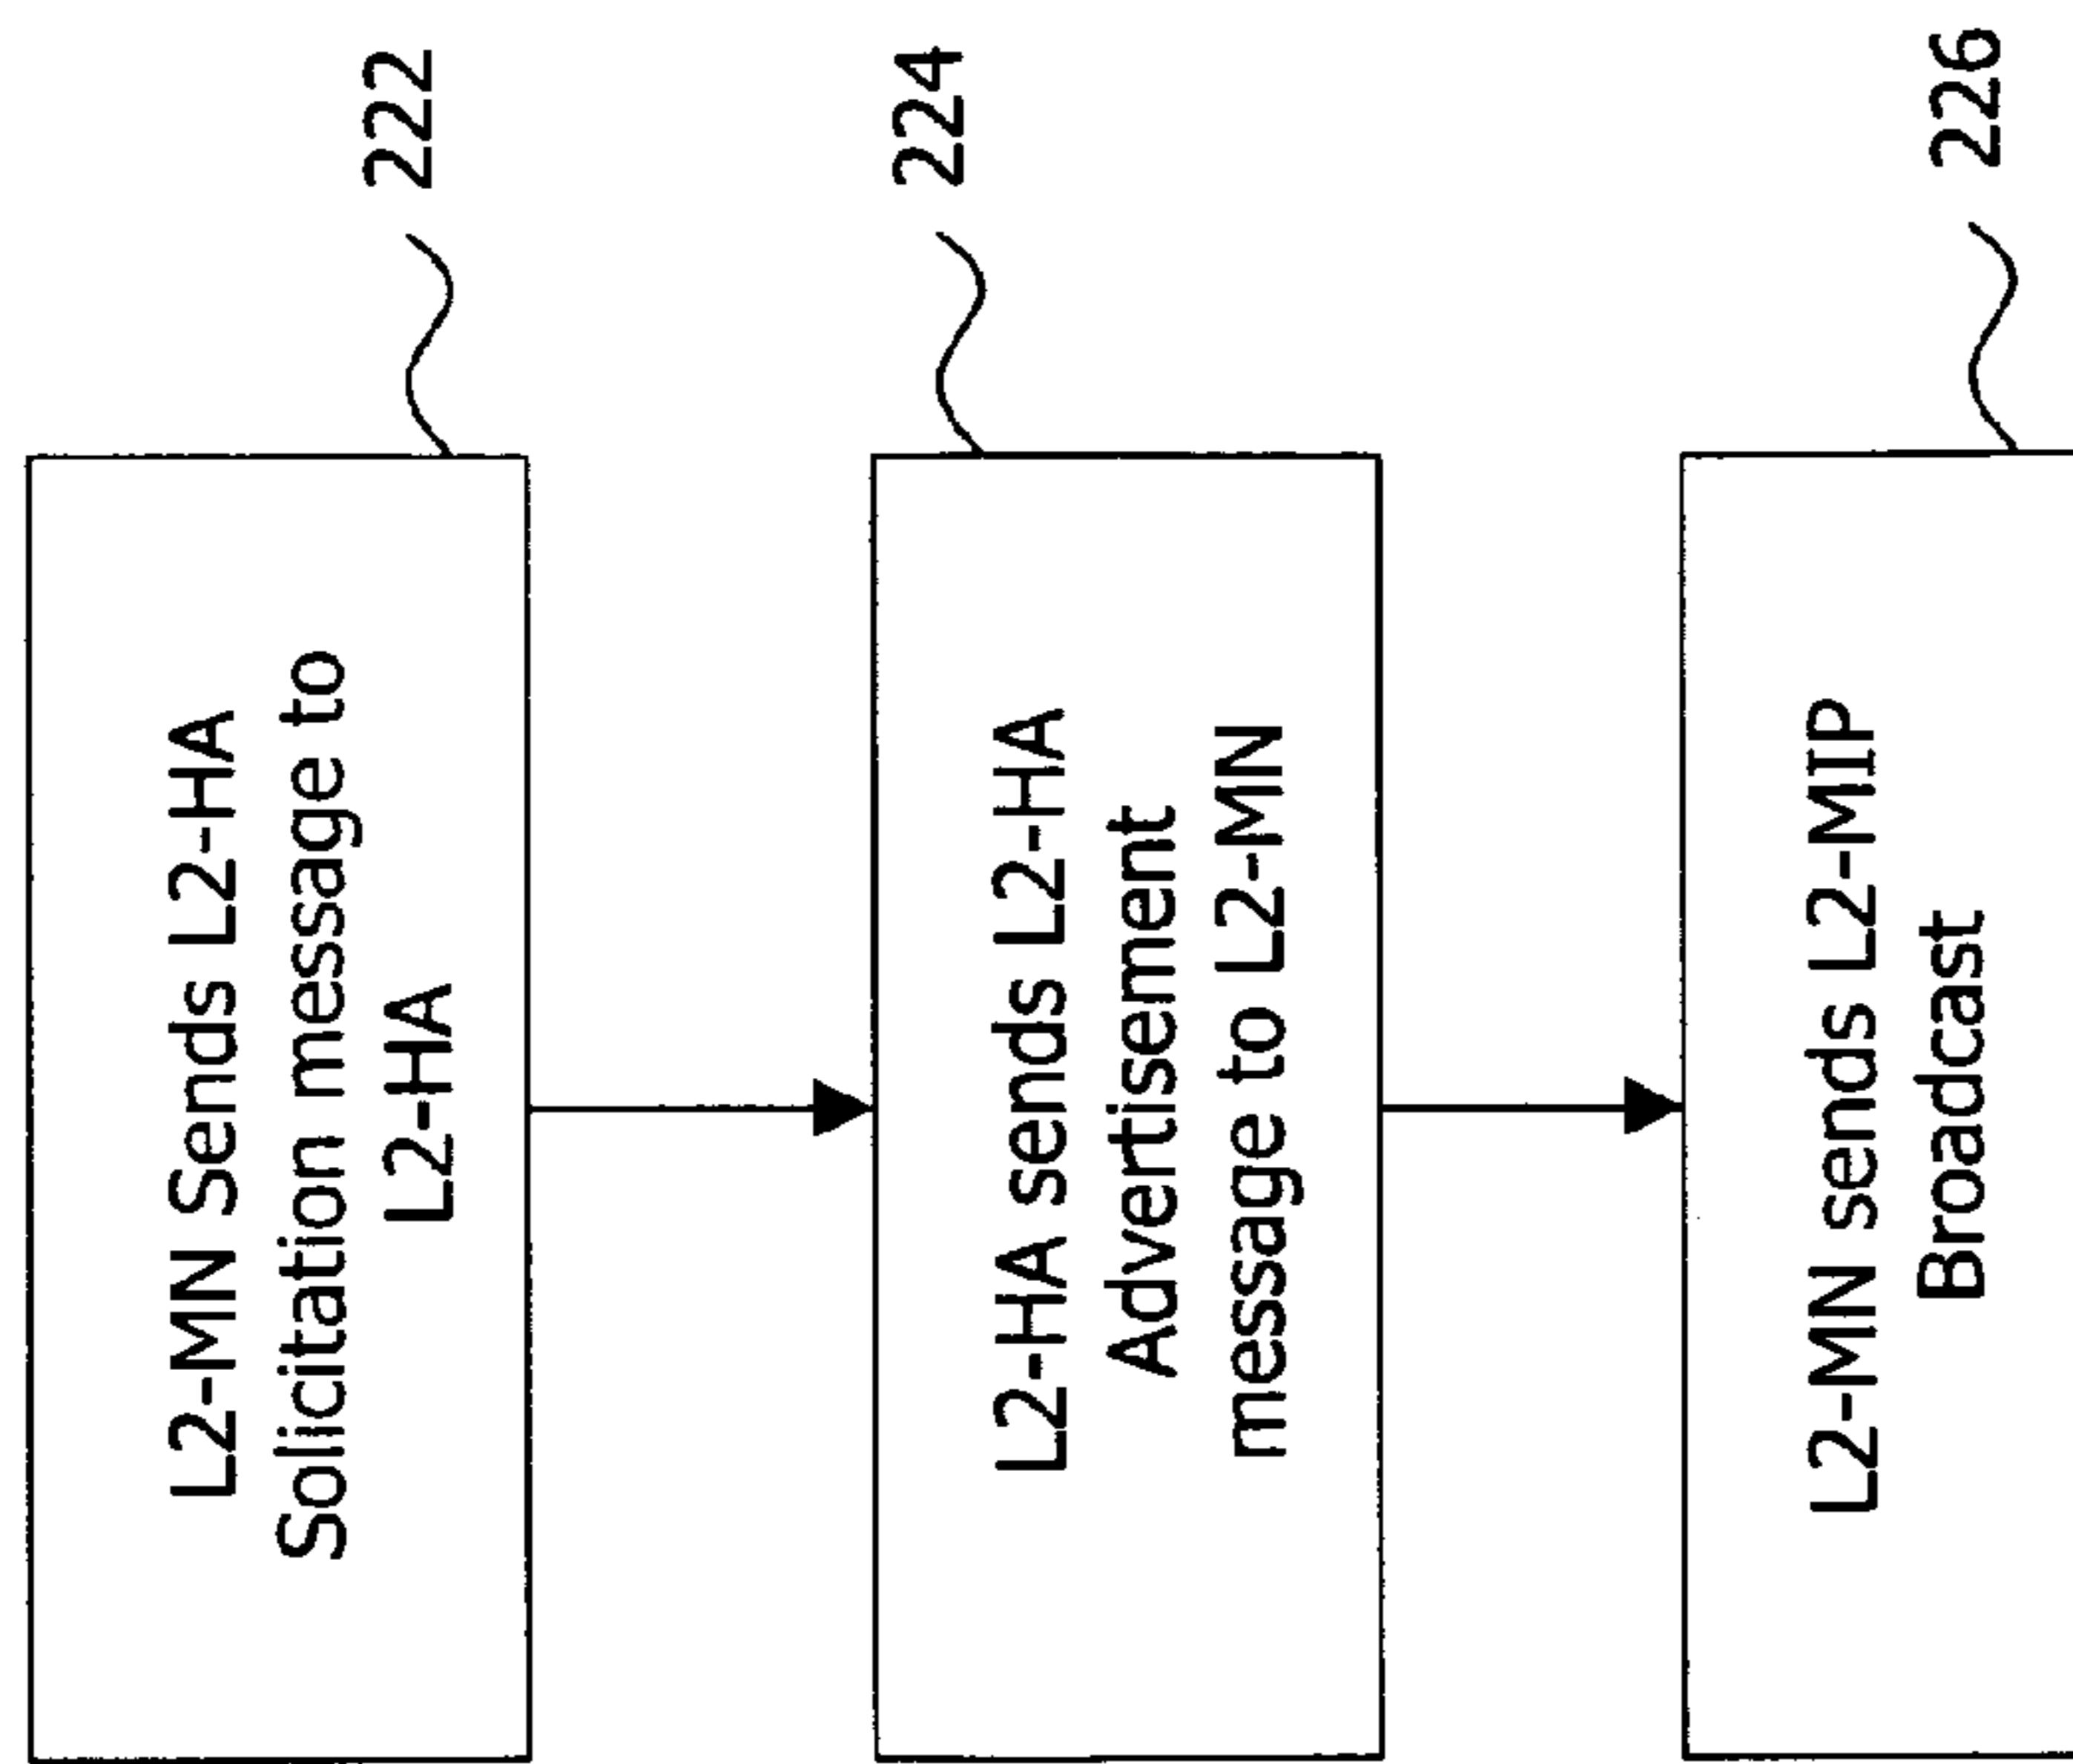 L2-MN Sends L2-HA
Solicitation message to
L2-HA
222
L2-HA sends L2-HA
Advertisement
message to L2-MN
224
L2-MN sends L2-MIP
Broadcast
226